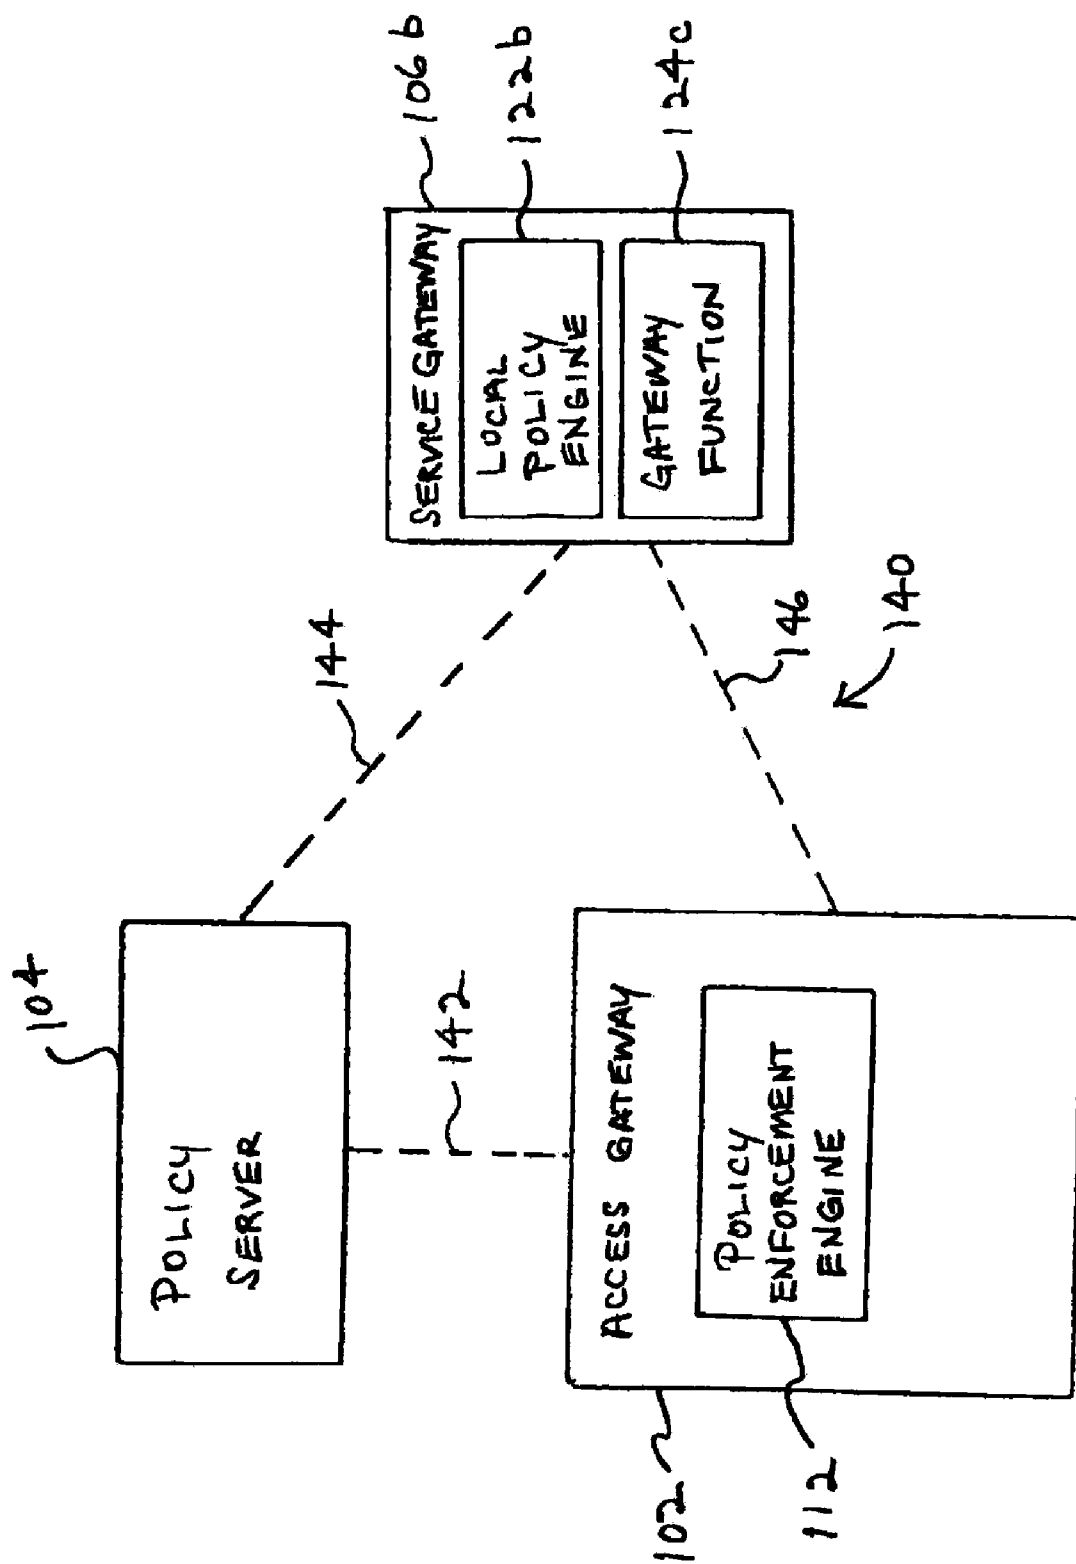 104
POLICY
SERVER
142
144
SERVICE GATEWAY
106b
LOCAL
POLICY
ENGINE
122b
GATEWAY
FUNCTION
124c
146
140
ACCESS GATEWAY
102
POLICY
ENFORCEMENT
ENGINE
112